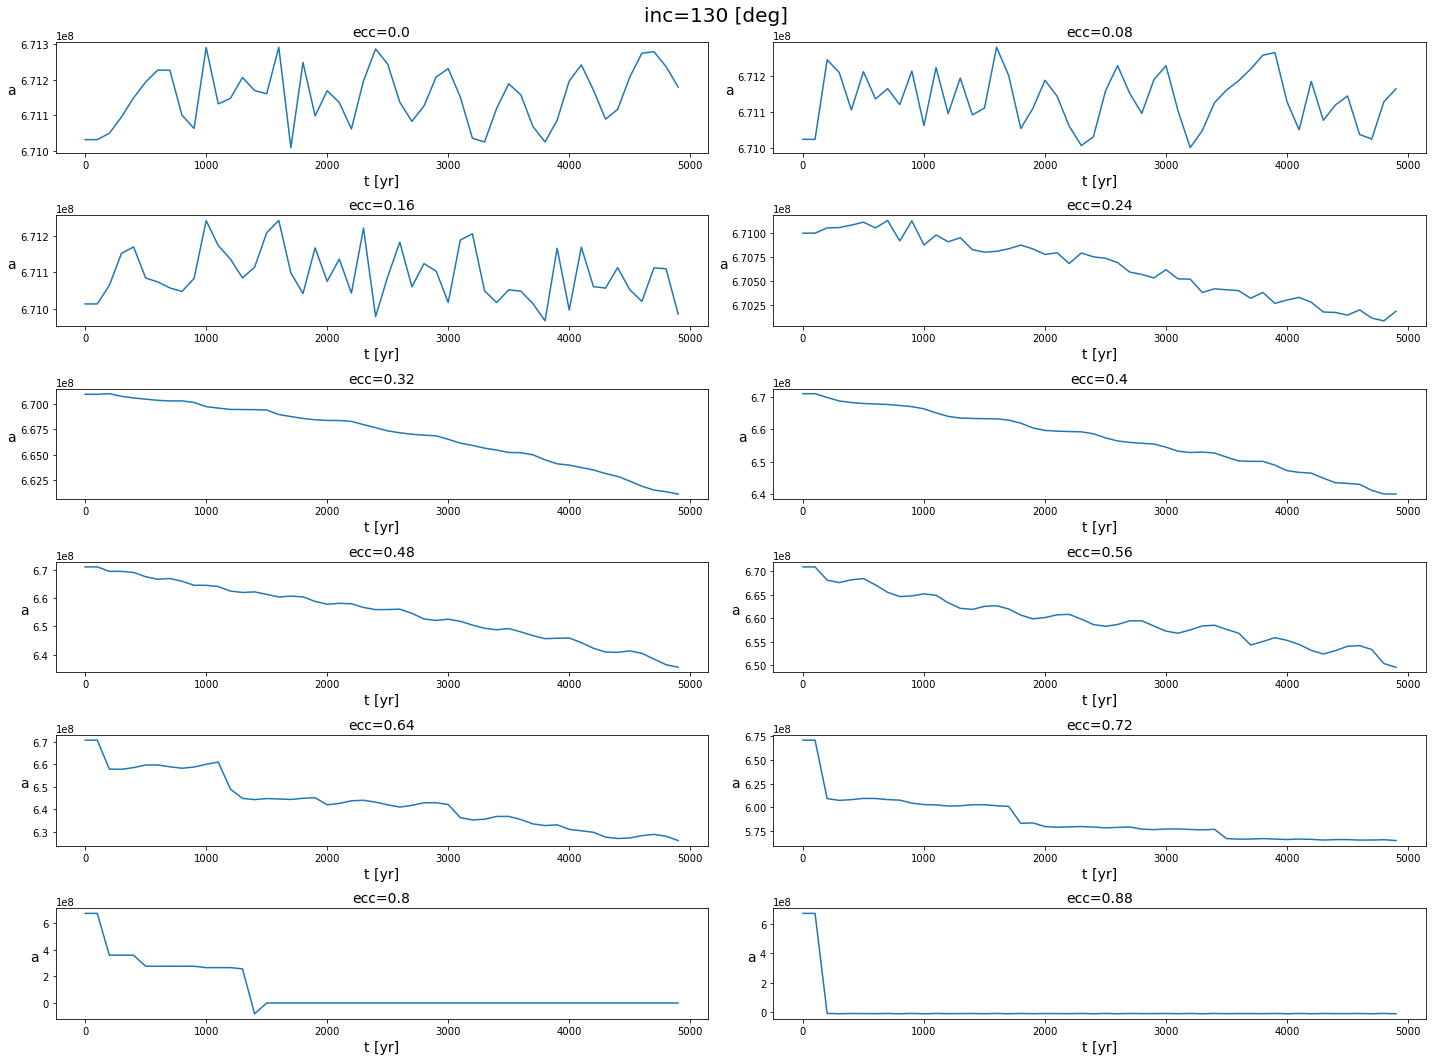 inc=130 [deg]
ecc=0.0
1e8
6.713
6.712
6.711
6.710
a
0 1000 2000 3000 4000 5000
t [yr]
ecc=0.08
1e8
6.712
6.711
6.710
a
0 1000 2000 3000 4000 5000
t [yr]
ecc=0.16
1e8
6.712
6.711
6.710
a
0 1000 2000 3000 4000 5000
t [yr]
ecc=0.24
1e8
6.7100
6.7075
6.7050
6.7025
a
0 1000 2000 3000 4000 5000
t [yr]
ecc=0.32
1e8
6.700
6.675
6.650
6.625
a
0 1000 2000 3000 4000 5000
t [yr]
ecc=0.4
1e8
6.7
6.6
6.5
6.4
a
0 1000 2000 3000 4000 5000
t [yr]
ecc=0.48
1e8
6.7
6.6
6.5
6.4
a
0 1000 2000 3000 4000 5000
t [yr]
ecc=0.56
1e8
6.70
6.65
6.60
6.55
6.50
a
0 1000 2000 3000 4000 5000
t [yr]
ecc=0.64
1e8
6.7
6.6
6.5
6.4
6.3
a
0 1000 2000 3000 4000 5000
t [yr]
ecc=0.72
1e8
6.75
6.50
6.25
6.00
5.75
a
0 1000 2000 3000 4000 5000
t [yr]
ecc=0.8
1e8
6
4
2
0
a
0 1000 2000 3000 4000 5000
t [yr]
ecc=0.88
1e8
6
4
2
0
a
0 1000 2000 3000 4000 5000
t [yr]